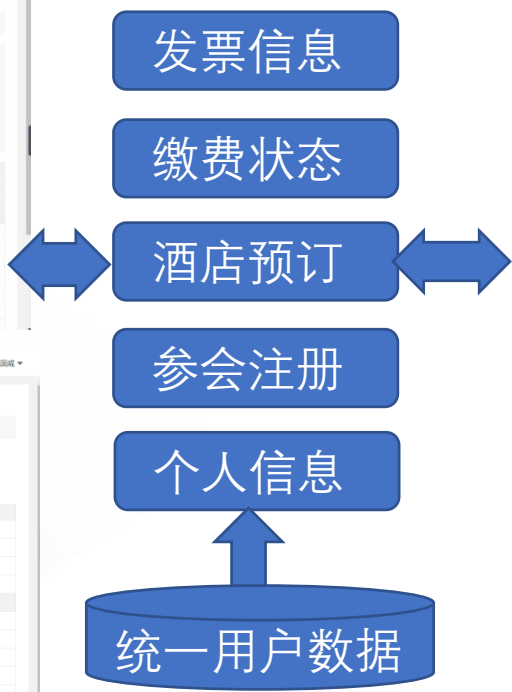 发票信息
缴费状态
酒店预订
参会注册
个人信息
统一用户数据